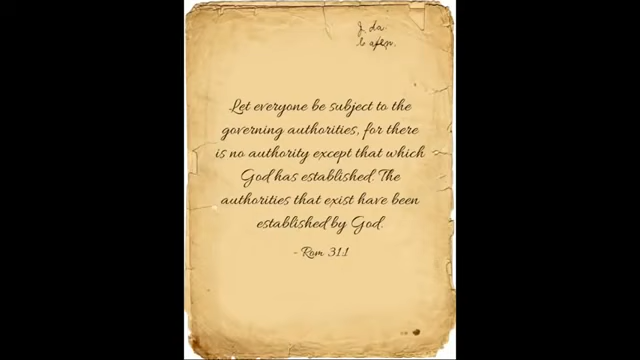 Let everyone be subject to the
governing authorities, for there
is no authority except that which
God has established. The
authorities that exist have been
established by God.
- Rom 31:1